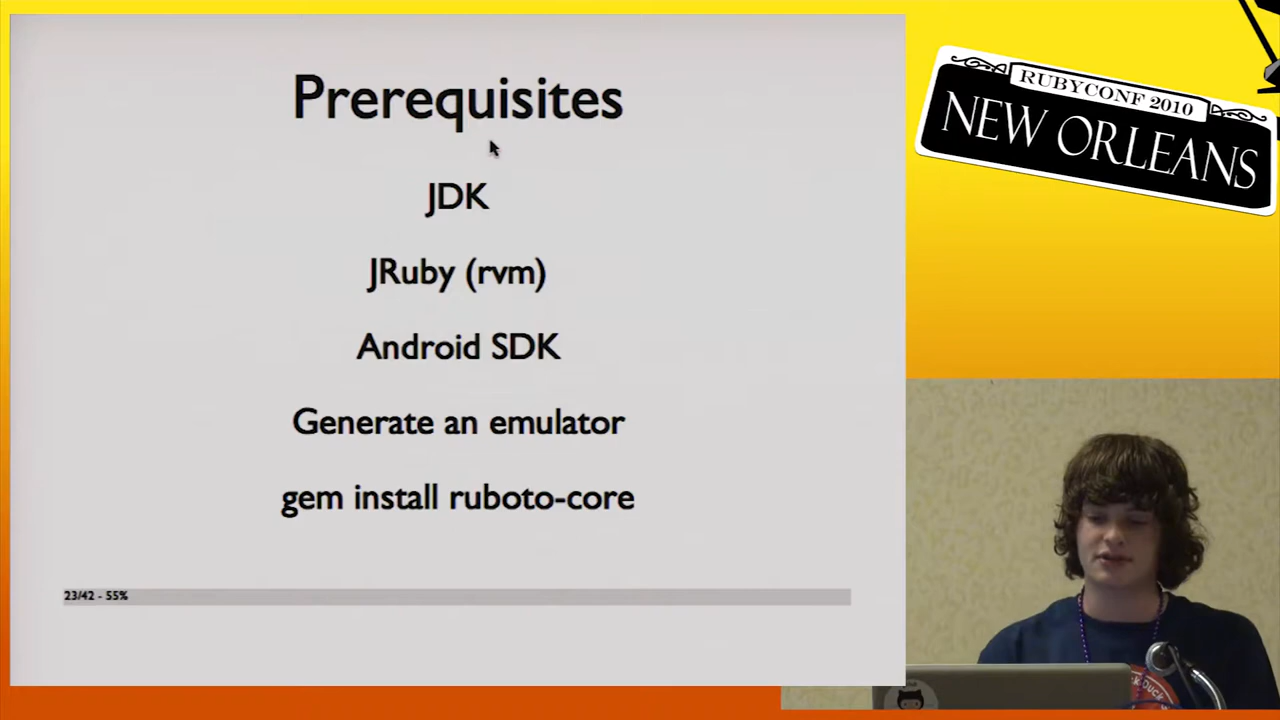 Prerequisites
JDK
JRuby (rvm)
Android SDK
Generate an emulator
gem install ruboto-core
23/42 - 55%
RUBYCONF 2010
NEW ORLEANS